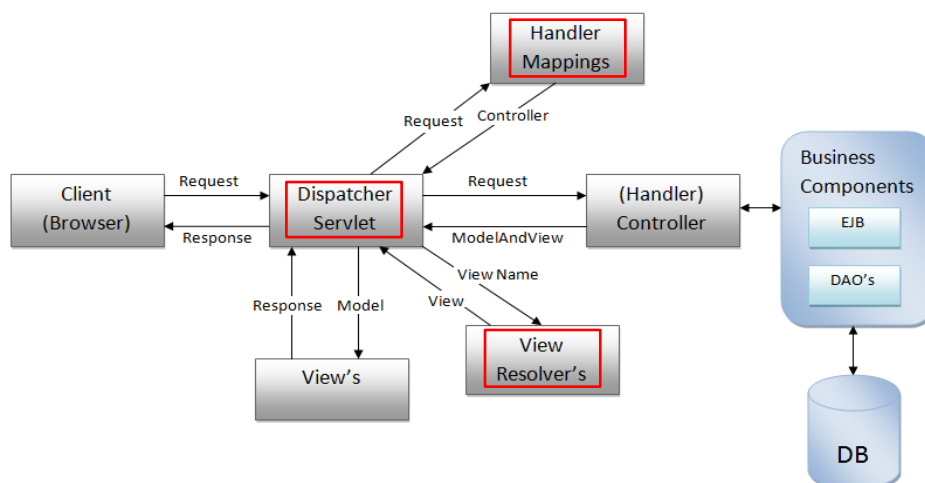 Handler
Mappings
Request
Controller
Client
(Browser)
Request
Response
Dispatcher
Servlet
Request
ModelAndView
(Handler)
Controller
Business
Components
EJB
DAO's
View Name
View
Response
Model
View's
View
Resolver's
DB